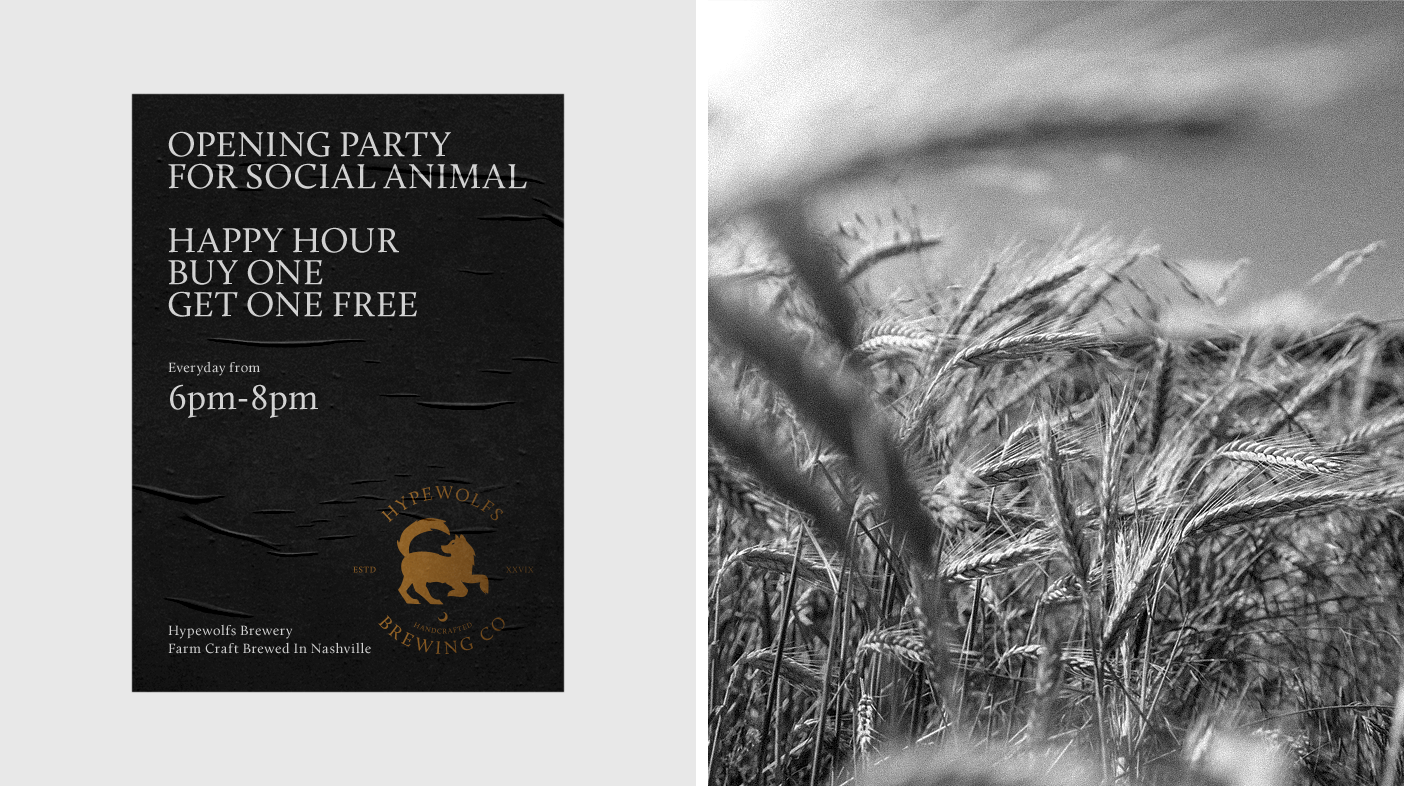 OPENING PARTY
FOR SOCIAL ANIMAL
HAPPY HOUR
BUY ONE
GET ONE FREE
Everyday from
6pm-8pm
HYPEWOLFS
ESTD
XXVIX
HANDCRAFTED
BREWING CO
Hypewolfs Brewery
Farm Craft Brewed In Nashville